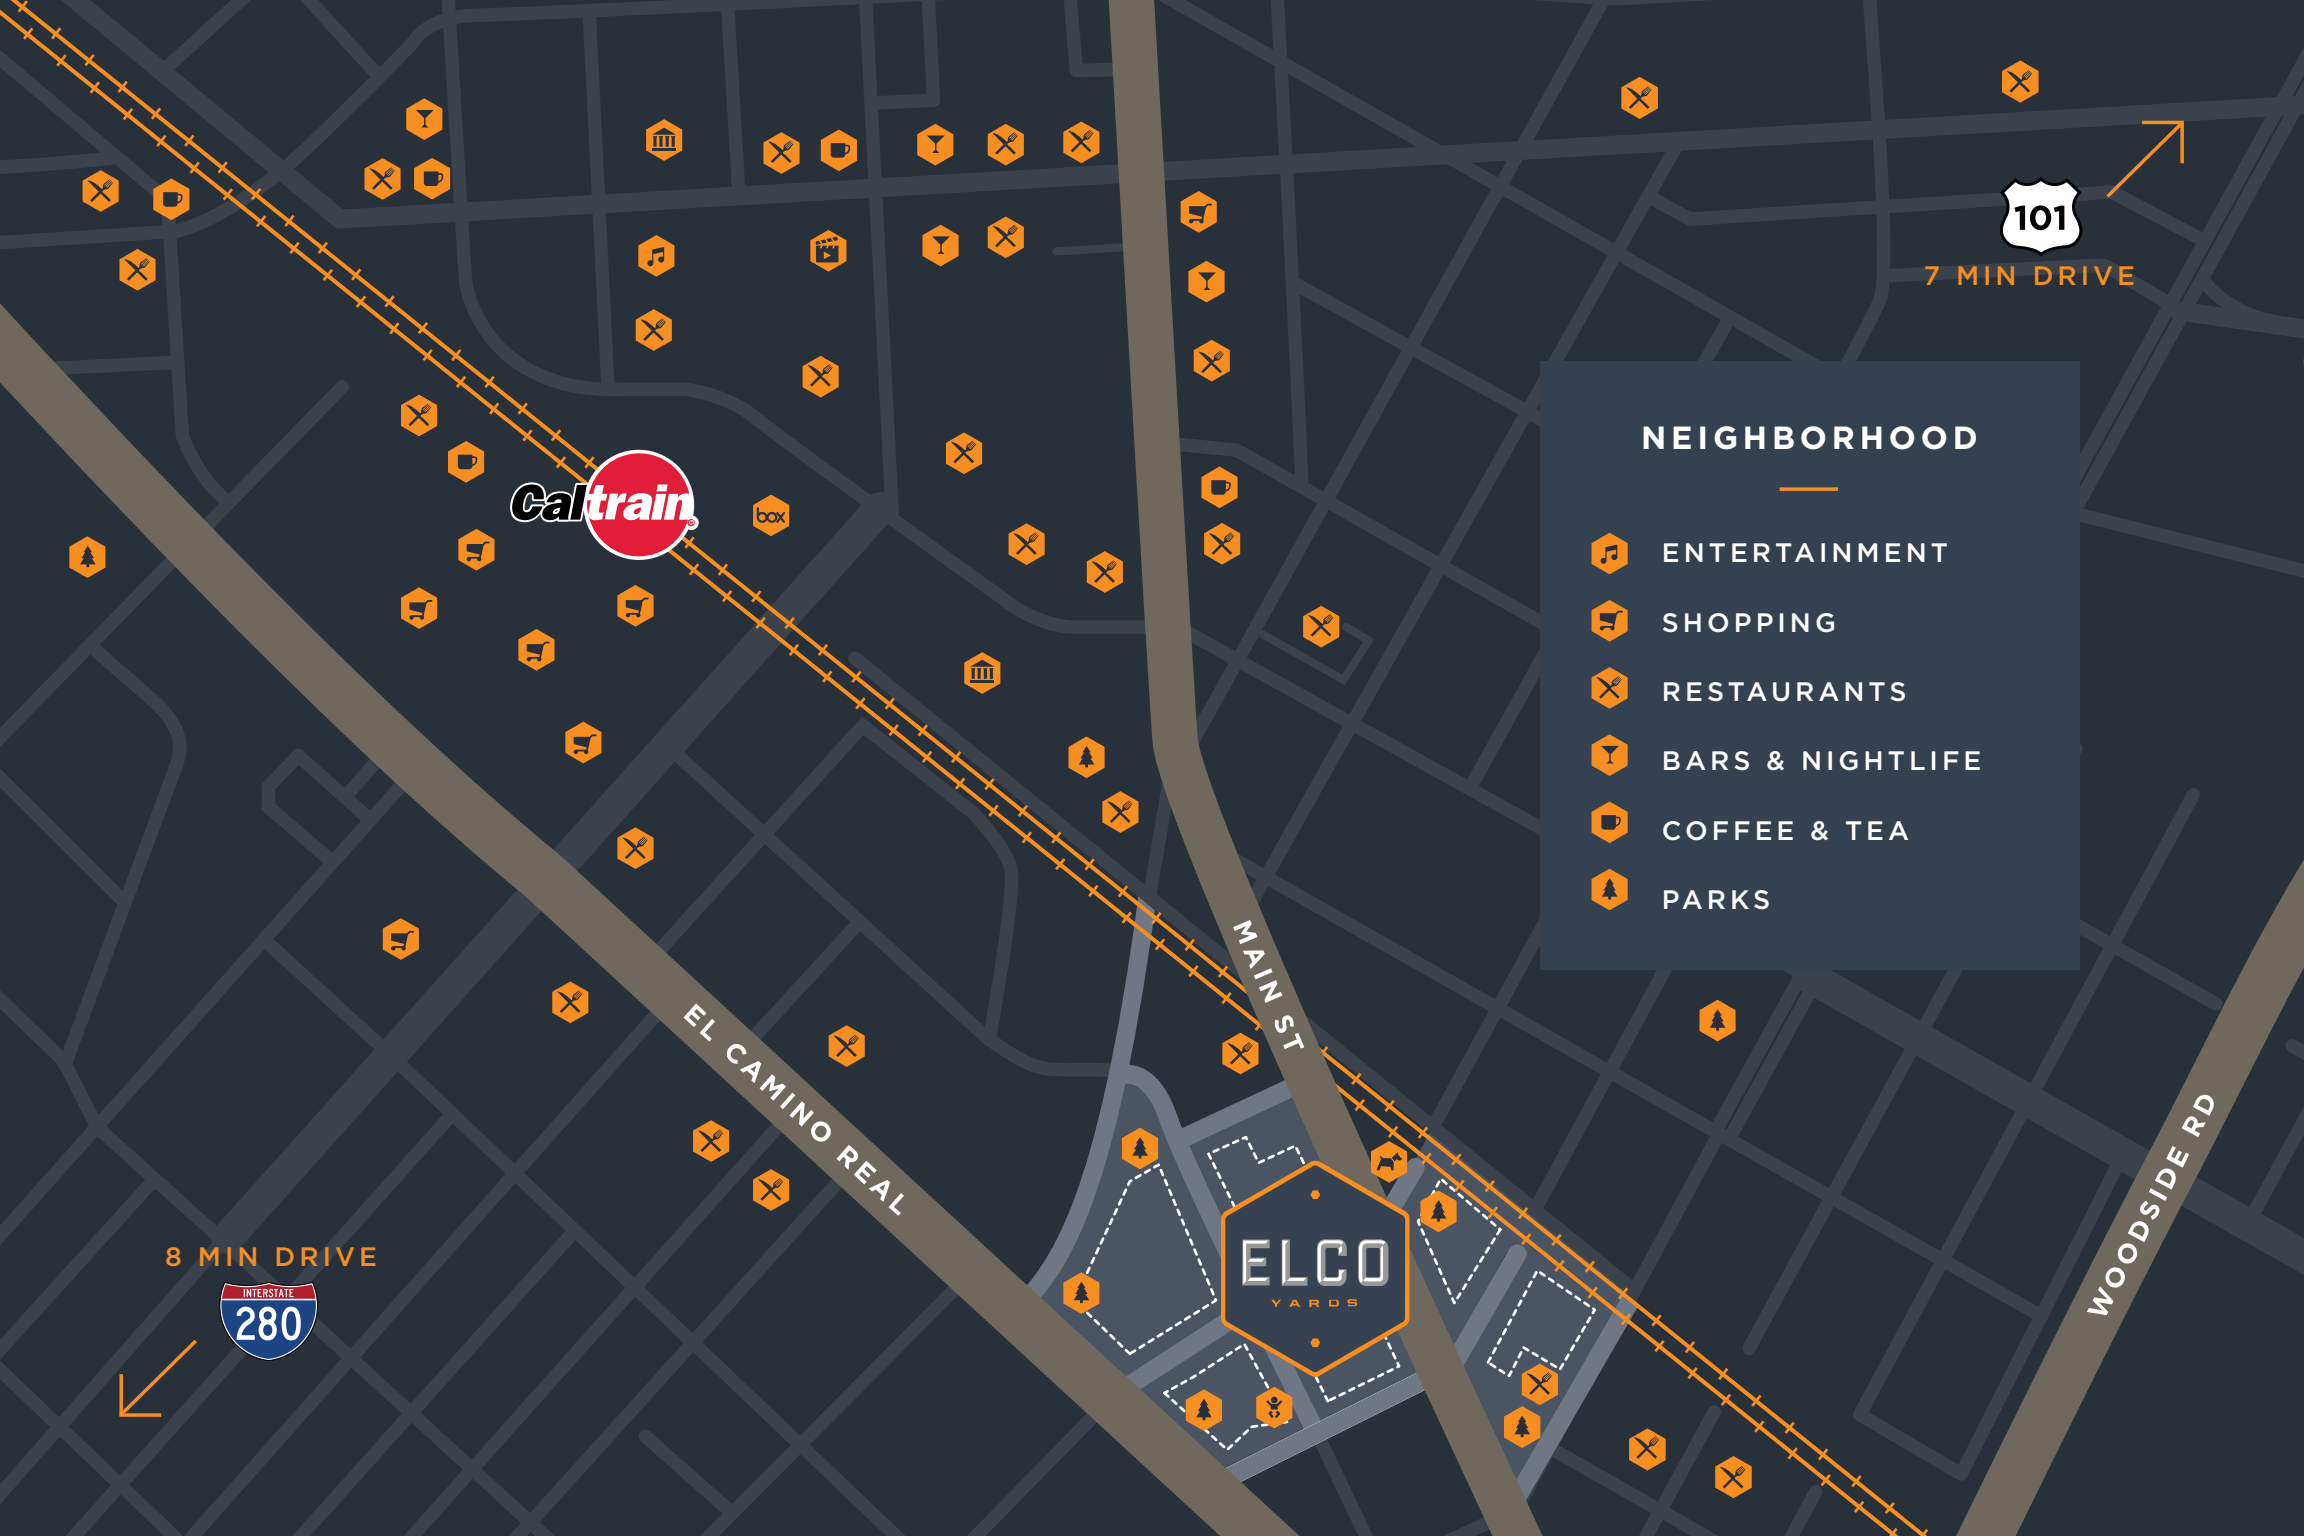 101
7 MIN DRIVE
NEIGHBORHOOD
ENTERTAINMENT
SHOPPING
RESTAURANTS
BARS & NIGHTLIFE
COFFEE & TEA
PARKS
Caltrain®
box
MAIN ST
EL CAMINO REAL
WOODSIDE RD
ELCO
YARDS
8 MIN DRIVE
INTERSTATE
280